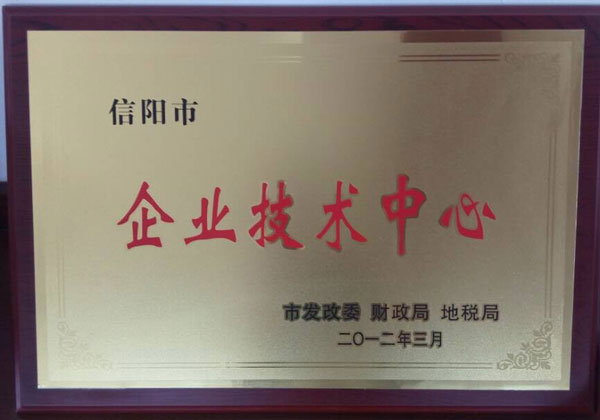 信阳市
企业技术中心
市发改委 财政局 地税局
二〇一二年三月